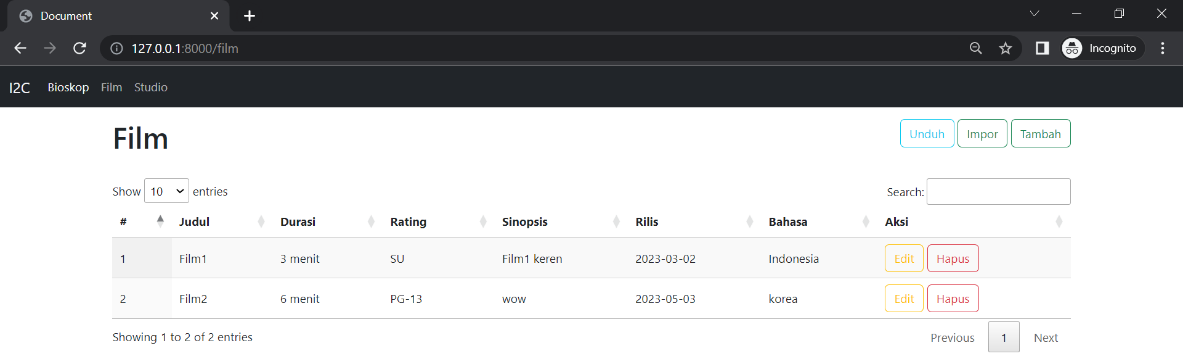 Document
127.0.0.1:8000/film
Incognito
I2C Bioskop Film Studio
Film
Unduh Impor Tambah
Show 10 entries
Search:
# Judul Durasi Rating Sinopsis Rilis Bahasa Aksi
1 Film1 3 menit SU Film1 keren 2023-03-02 Indonesia Edit Hapus
2 Film2 6 menit PG-13 wow 2023-05-03 korea Edit Hapus
Showing 1 to 2 of 2 entries
Previous 1 Next